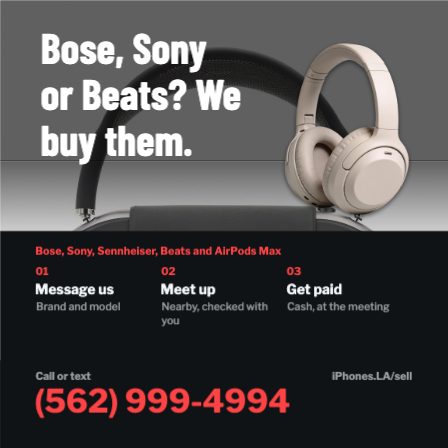 Bose, Sony
or Beats? We
buy them.
Bose, Sony, Sennheiser, Beats and AirPods Max
01
Message us
Brand and model
02
Meet up
Nearby, checked with
you
03
Get paid
Cash, at the meeting
Call or text
(562) 999-4994
iPhones.LA/sell